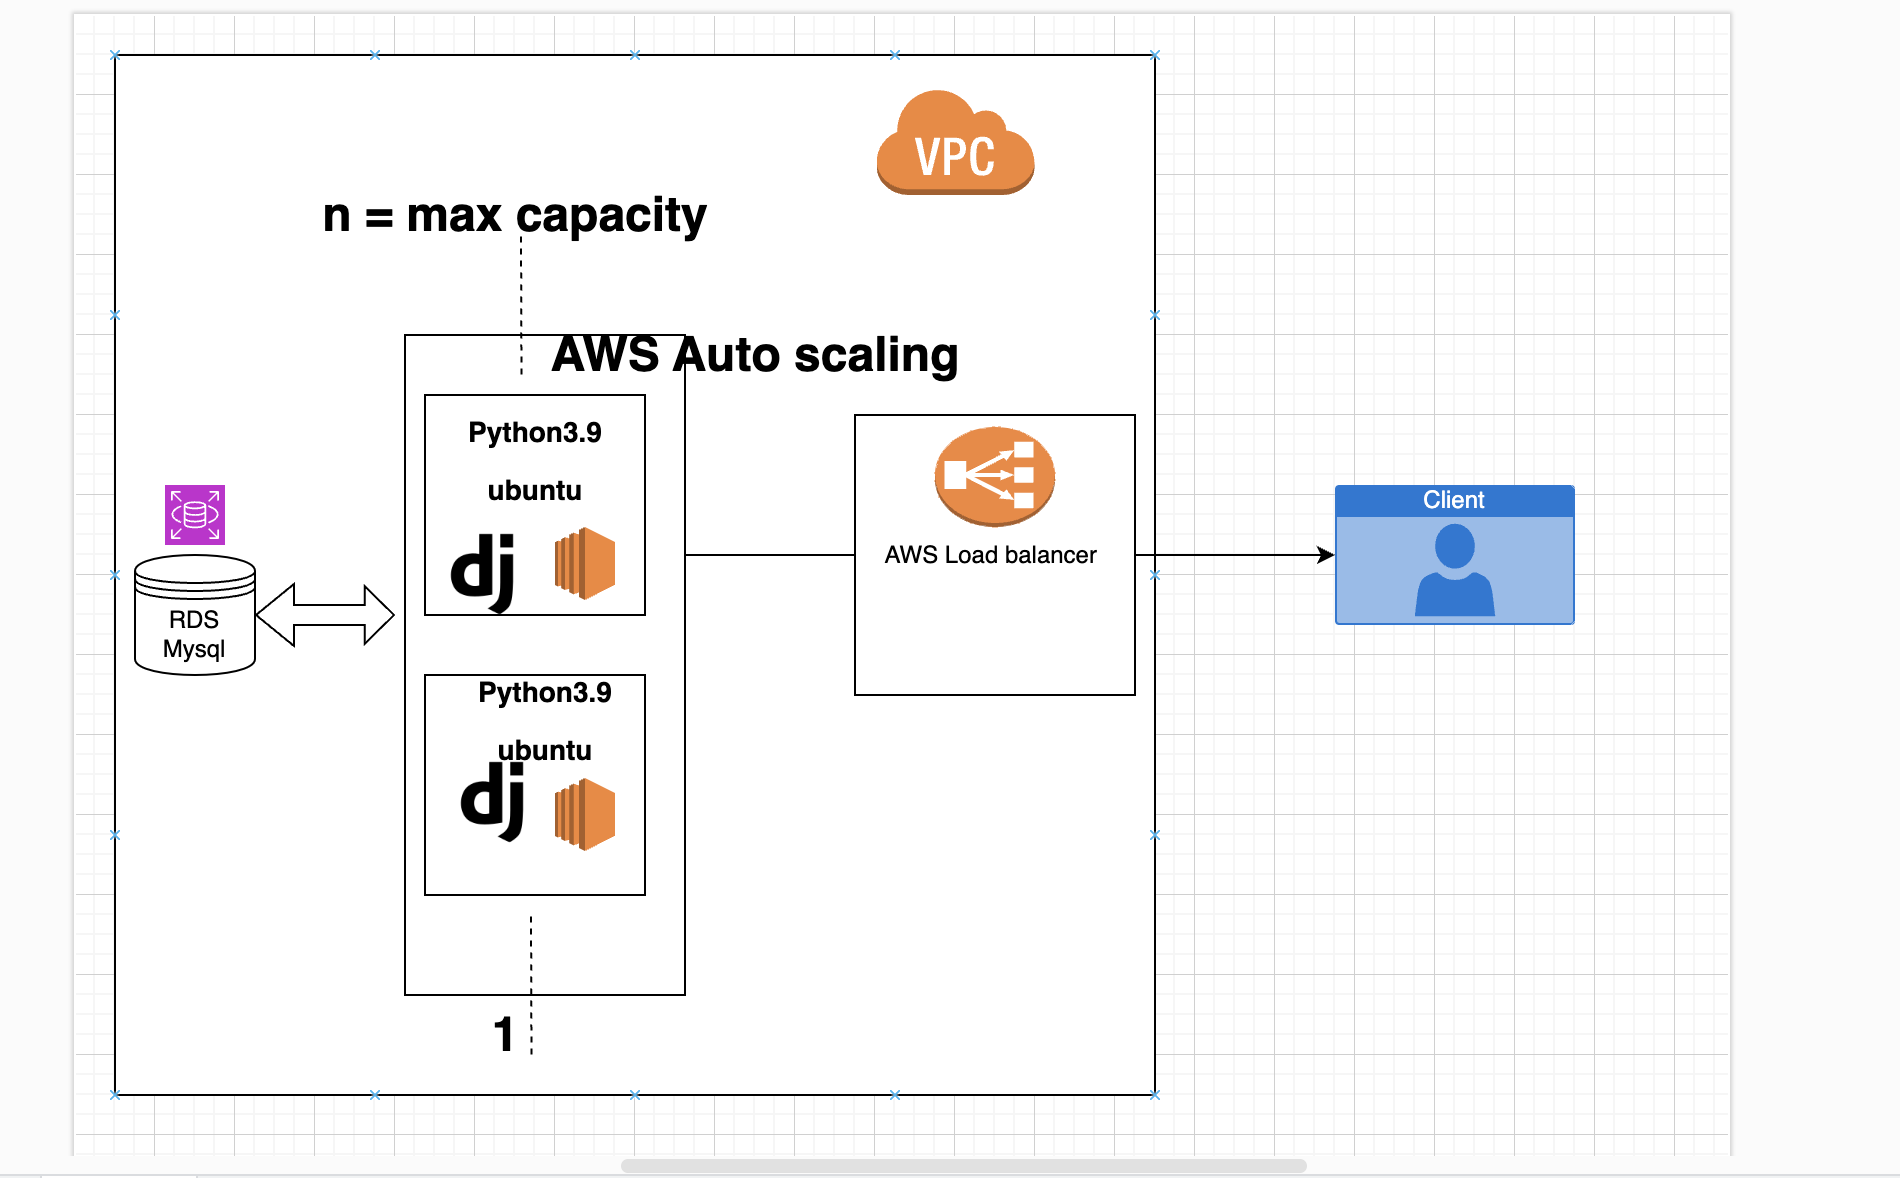 VPC
n = max capacity
AWS Auto scaling
Python3.9
ubuntu
dj
AWS Load balancer
Client
RDS
Mysql
Python3.9
ubuntu
dj
1